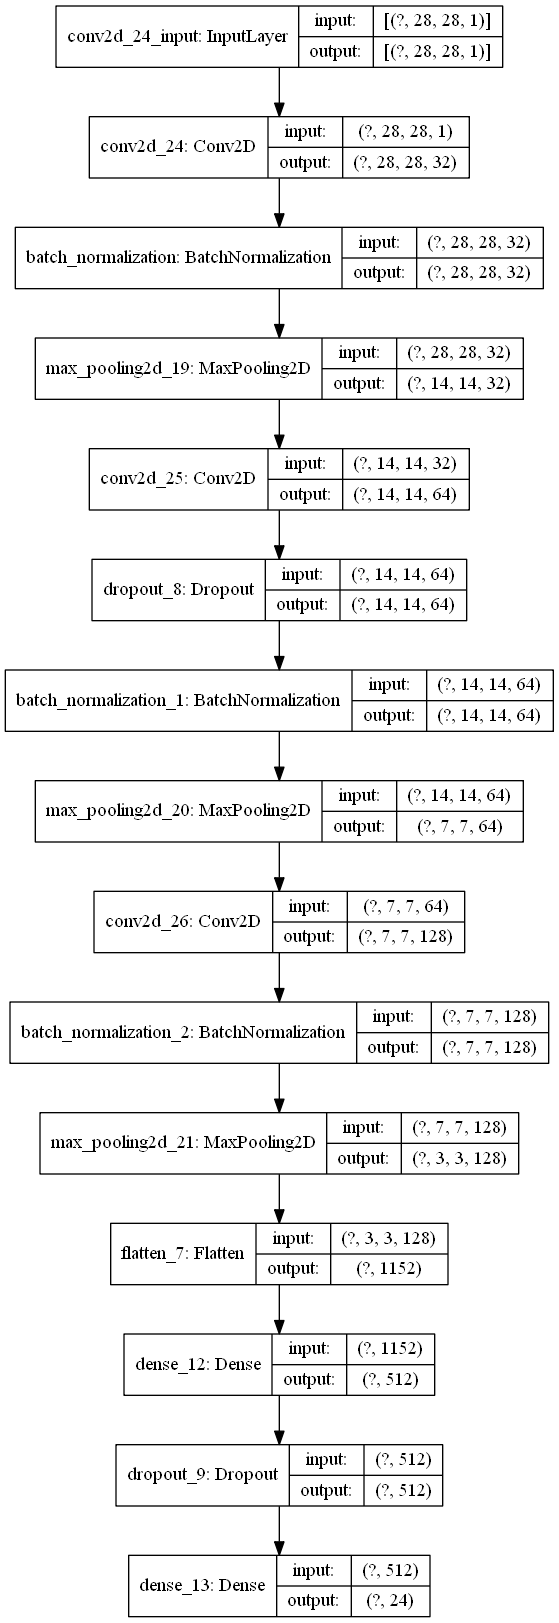 conv2d_24_input: InputLayer
input: [(?, 28, 28, 1)]
output: [(?, 28, 28, 1)]
conv2d_24: Conv2D
input: (?, 28, 28, 1)
output: (?, 28, 28, 32)
batch_normalization: BatchNormalization
input: (?, 28, 28, 32)
output: (?, 28, 28, 32)
max_pooling2d_19: MaxPooling2D
input: (?, 28, 28, 32)
output: (?, 14, 14, 32)
conv2d_25: Conv2D
input: (?, 14, 14, 32)
output: (?, 14, 14, 64)
dropout_8: Dropout
input: (?, 14, 14, 64)
output: (?, 14, 14, 64)
batch_normalization_1: BatchNormalization
input: (?, 14, 14, 64)
output: (?, 14, 14, 64)
max_pooling2d_20: MaxPooling2D
input: (?, 14, 14, 64)
output: (?, 7, 7, 64)
conv2d_26: Conv2D
input: (?, 7, 7, 64)
output: (?, 7, 7, 128)
batch_normalization_2: BatchNormalization
input: (?, 7, 7, 128)
output: (?, 7, 7, 128)
max_pooling2d_21: MaxPooling2D
input: (?, 7, 7, 128)
output: (?, 3, 3, 128)
flatten_7: Flatten
input: (?, 3, 3, 128)
output: (?, 1152)
dense_12: Dense
input: (?, 1152)
output: (?, 512)
dropout_9: Dropout
input: (?, 512)
output: (?, 512)
dense_13: Dense
input: (?, 512)
output: (?, 24)